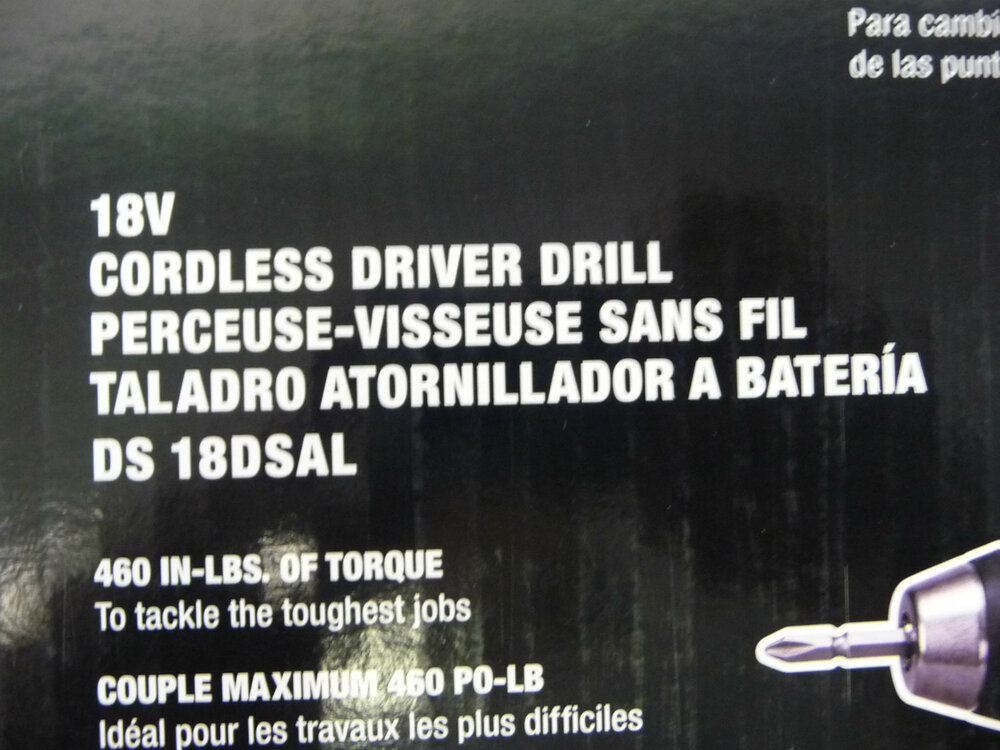 Para cambi
de las punt
18V
CORDLESS DRIVER DRILL
PERCEUSE-VISSEUSE SANS FIL
TALADRO ATORNILLADOR A BATERÍA
DS 18DSAL
460 IN-LBS. OF TORQUE
To tackle the toughest jobs
COUPLE MAXIMUM 460 PO-LB
Idéal pour les travaux les plus difficiles